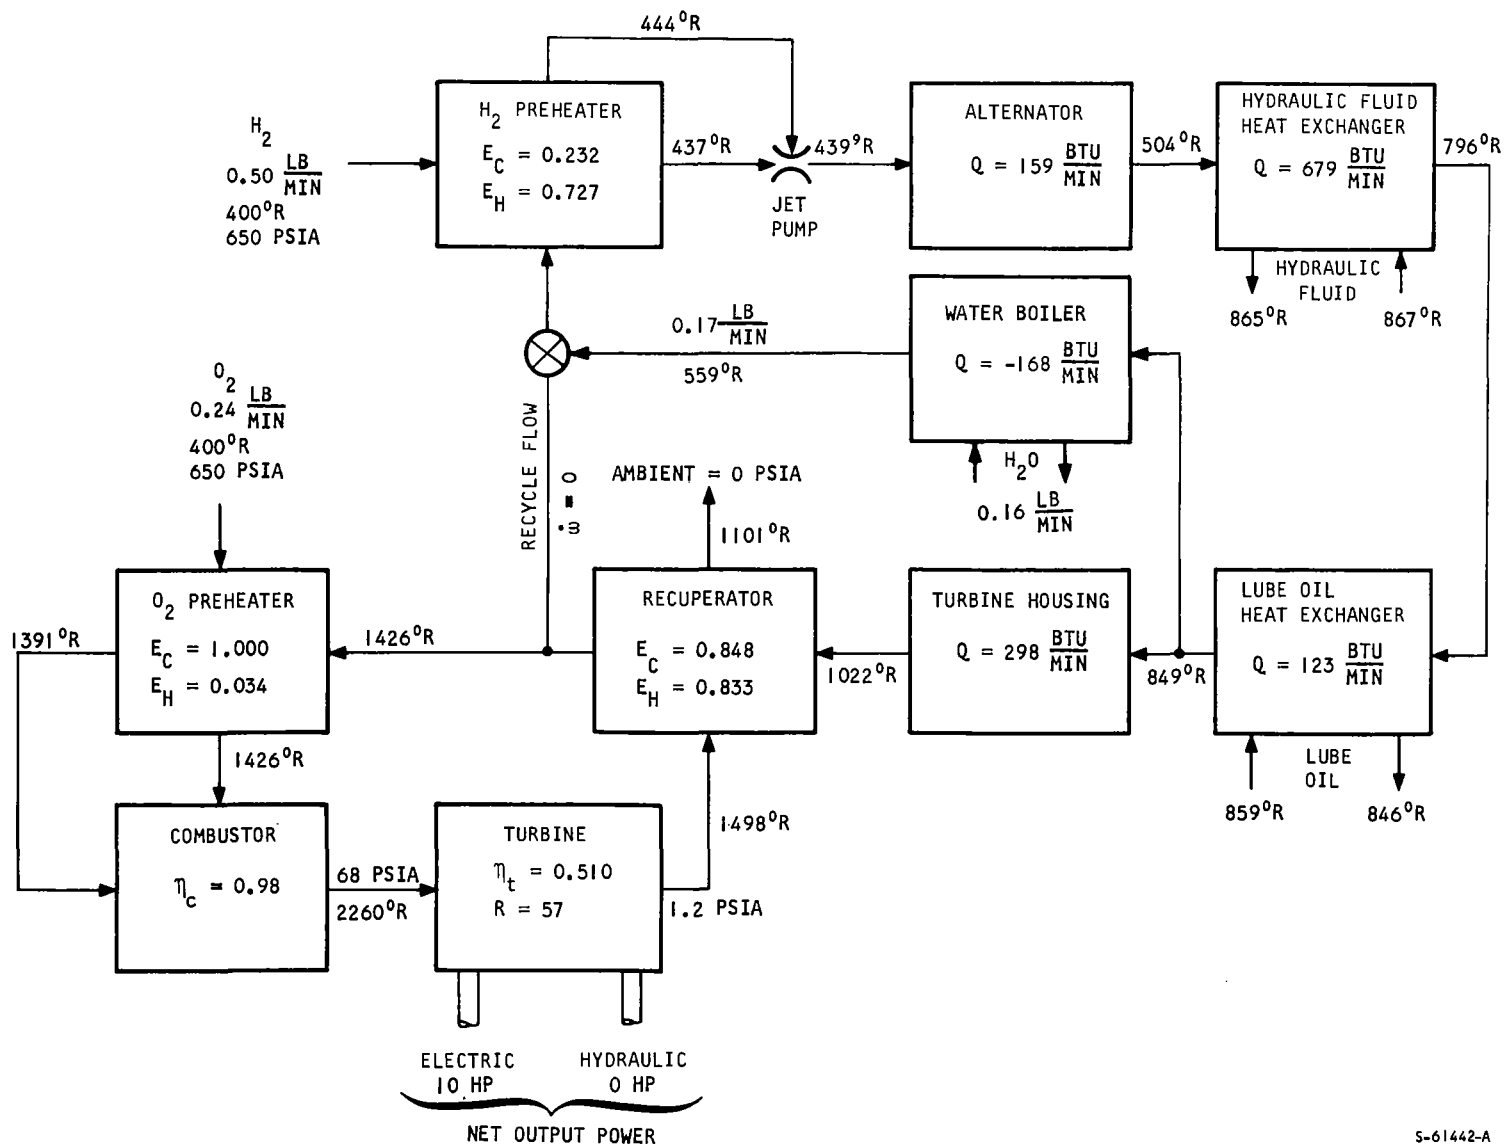 444°R
H2 PREHEATER
EC = 0.232
EH = 0.727
H2
0.50 LB/MIN
400°R
650 PSIA
437°R
JET
PUMP
439⁹R
ALTERNATOR
Q = 159 BTU/MIN
504°R
HYDRAULIC FLUID
HEAT EXCHANGER
Q = 679 BTU/MIN
796°R
HYDRAULIC
FLUID
865°R
867°R
WATER BOILER
Q = -168 BTU/MIN
0.17 LB/MIN
559°R
H2O
0.16 LB/MIN
O2
0.24 LB/MIN
400°R
650 PSIA
RECYCLE FLOW
ẇ = 0
AMBIENT = 0 PSIA
1101°R
O2 PREHEATER
EC = 1.000
EH = 0.034
1391°R
1426°R
RECUPERATOR
EC = 0.848
EH = 0.833
1022°R
TURBINE HOUSING
Q = 298 BTU/MIN
849°R
LUBE OIL
HEAT EXCHANGER
Q = 123 BTU/MIN
LUBE
OIL
859°R
846°R
1426°R
COMBUSTOR
ηc = 0.98
68 PSIA
2260°R
TURBINE
ηt = 0.510
R = 57
1498°R
1.2 PSIA
ELECTRIC
10 HP
HYDRAULIC
0 HP
NET OUTPUT POWER
S-61442-A